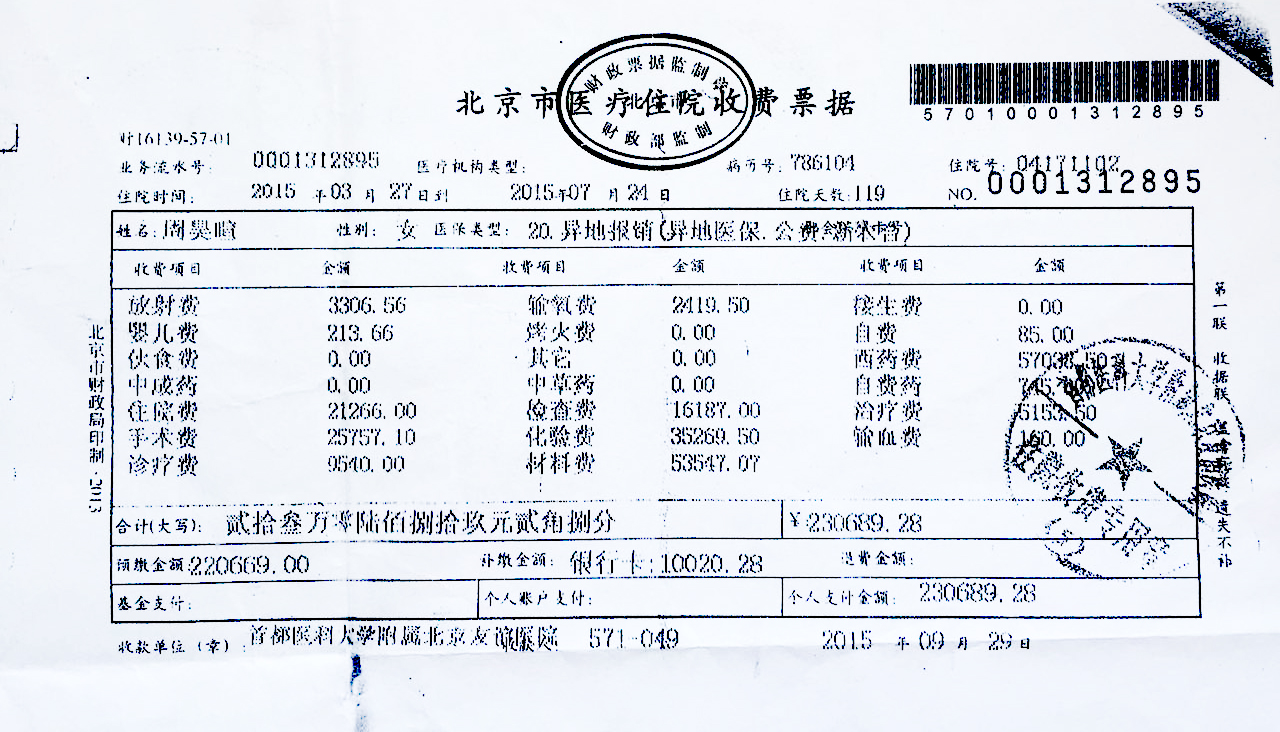 财政票据监制章
北京市医疗住院收费票据
财政部监制
57010001312895
财16139-57-01
业务流水号: 0001312895 医疗机构类型: 病历号: 786104 住院号: 04171102
住院时间: 2015 年 03 月 27 日到 2015 年 07 月 24 日 住院天数: 119 NO. 0001312895
姓名: 周昊暄 性别: 女 医保类型: 20. 异地报销(异地医保. 公费
收费项目 金额 收费项目 金额 收费项目 金额
放射费 3306.56 输氧费 2419.50 接生费 0.00
婴儿费 213.66 烤火费 0.00 自费 85.00
伙食费 0.00 其它 0.00 西药费
中成药 0.00 中草药 0.00 自费药
住院费 21266.00 检查费 16187.00 治疗费
手术费 25757.10 化验费 35269.50 输血费 160.00
诊疗费 9540.00 材料费 53547.07
合计(大写): 贰拾叁万零陆佰捌拾玖元贰角捌分 ¥:230689.28
预缴金额:220669.00 补缴金额: 银行卡:10020.28 退费金额:
基金支付: 个人账户支付: 个人支付金额: 230689.28
收款单位(章): 首都医科大学附属北京友谊医院 571-049 2015 年 09 月 29 日
北京市财政局印制·2013
第一联 收据联 遗失不补